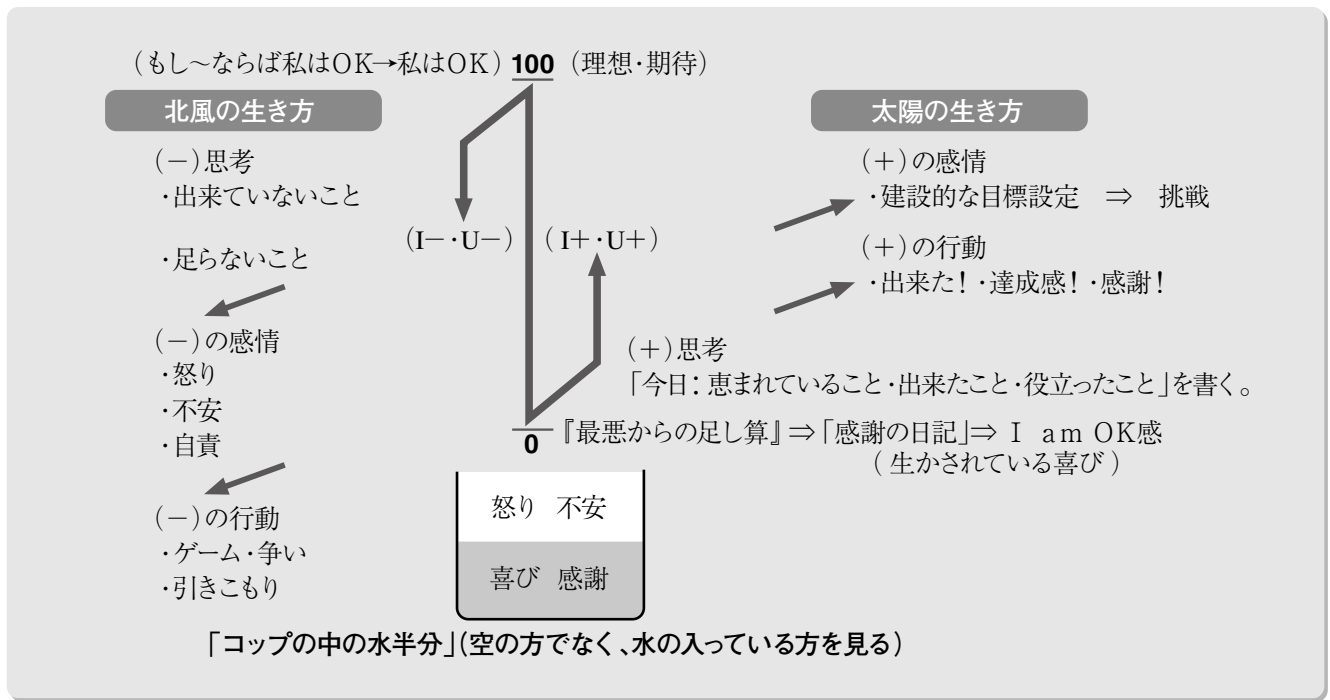 (もし～ならば私はOK→私はOK) 100 (理想・期待)
北風の生き方
(－)思考
・出来ていないこと
・足らないこと
(－)の感情
・怒り
・不安
・自責
(－)の行動
・ゲーム・争い
・引きこもり
(I－・U－) (I＋・U＋)
太陽の生き方
(＋)の感情
・建設的な目標設定 ⇒ 挑戦
(＋)の行動
・出来た！・達成感！・感謝！
(＋)思考
「今日：恵まれていること・出来たこと・役立ったこと」を書く。
0 『最悪からの足し算』⇒「感謝の日記」⇒ I am OK感
(生かされている喜び)
怒り 不安
喜び 感謝
「コップの中の水半分」(空の方でなく、水の入っている方を見る)